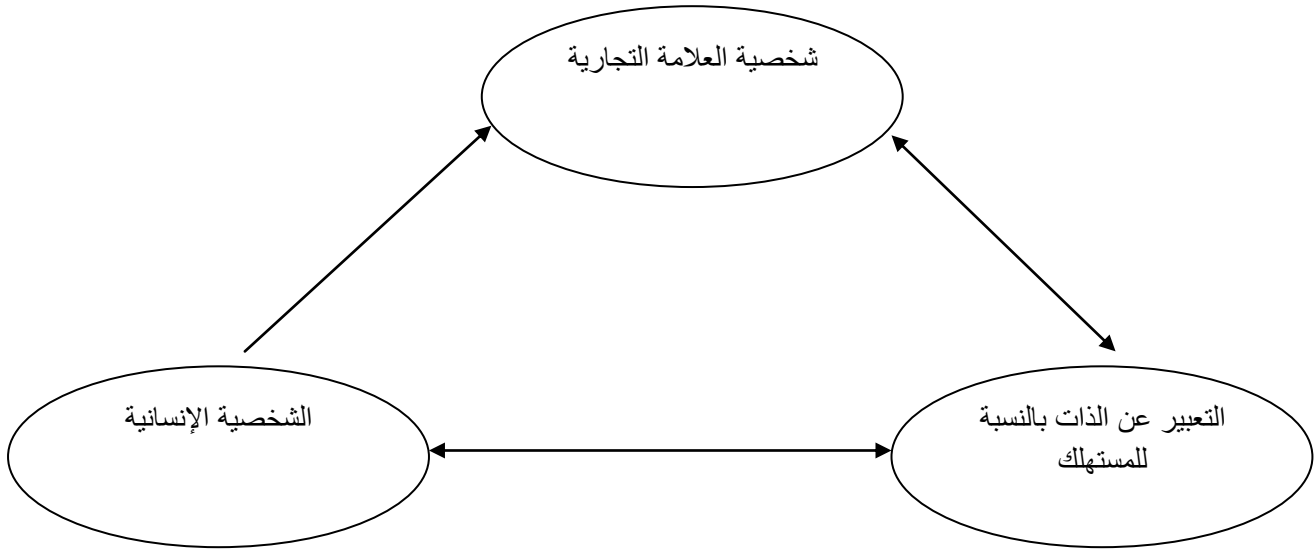 شخصية العلامة التجارية
الشخصية الإنسانية
التعبير عن الذات بالنسبة
للمستهلك